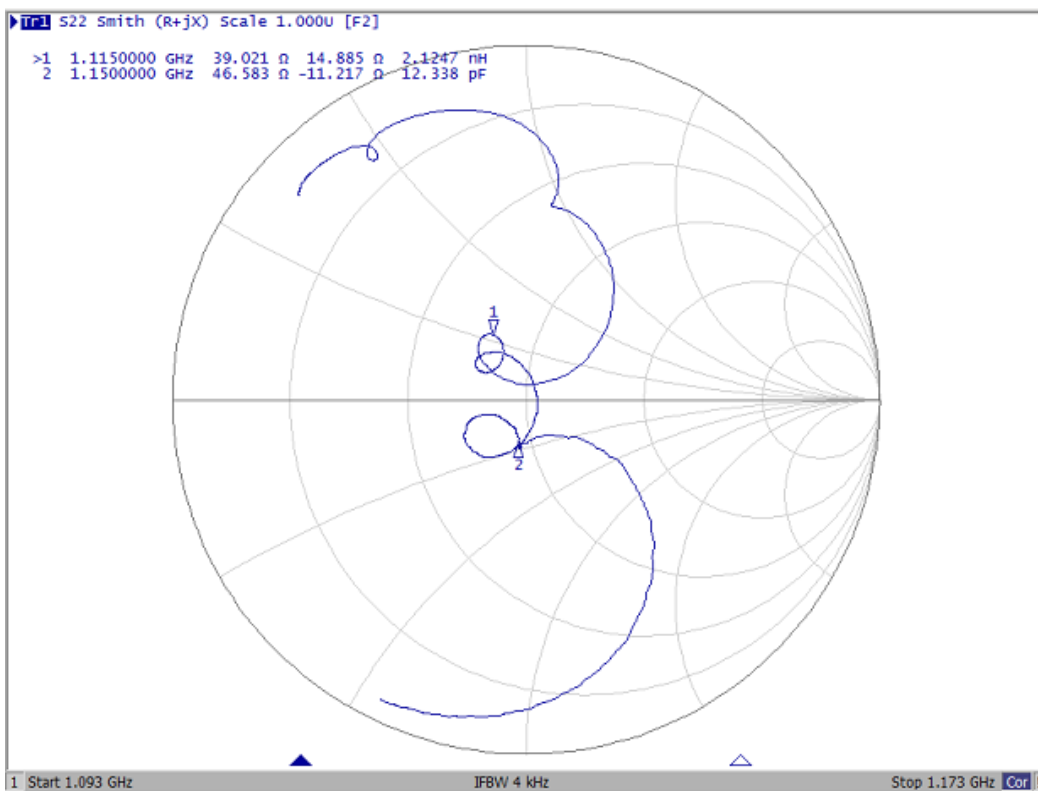 Tr1 S22 Smith (R+jX) Scale 1.000U [F2]
>1 1.1150000 GHz 39.021 Ω 14.885 Ω 2.1247 nH
2 1.1500000 GHz 46.583 Ω -11.217 Ω 12.338 pF
1
2
1 Start 1.093 GHz IFBW 4 kHz Stop 1.173 GHz Cor